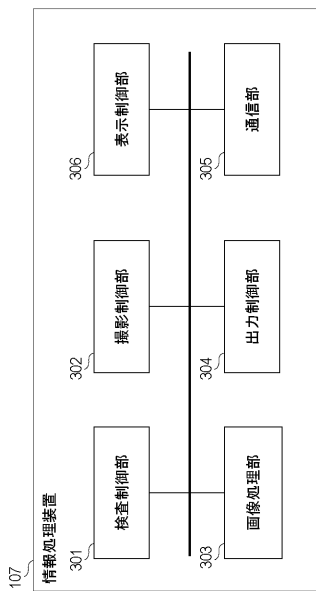 107
情報処理装置
301
検査制御部
302
撮影制御部
306
表示制御部
303
画像処理部
304
出力制御部
305
通信部